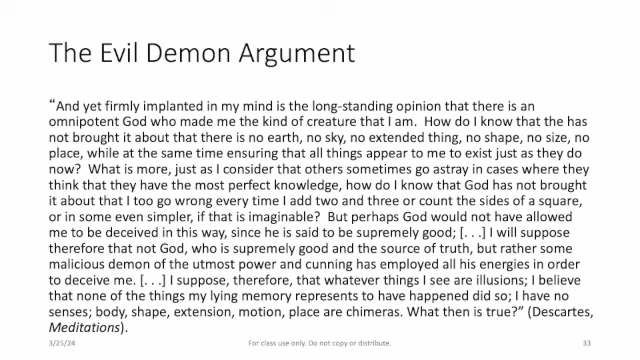 The Evil Demon Argument
“And yet firmly implanted in my mind is the long-standing opinion that there is an
omnipotent God who made me the kind of creature that I am.  How do I know that the has
not brought it about that there is no earth, no sky, no extended thing, no shape, no size, no
place, while at the same time ensuring that all things appear to me to exist just as they do
now?  What is more, just as I consider that others sometimes go astray in cases where they
think that they have the most perfect knowledge, how do I know that God has not brought
it about that I too go wrong every time I add two and three or count the sides of a square,
or in some even simpler, if that is imaginable?  But perhaps God would not have allowed
me to be deceived in this way, since he is said to be supremely good; [. . .] I will suppose
therefore that not God, who is supremely good and the source of truth, but rather some
malicious demon of the utmost power and cunning has employed all his energies in order
to deceive me. [. . .] I suppose, therefore, that whatever things I see are illusions; I believe
that none of the things my lying memory represents to have happened did so; I have no
senses; body, shape, extension, motion, place are chimeras. What then is true?” (Descartes,
Meditations).
3/25/24
For class use only. Do not copy or distribute.
33